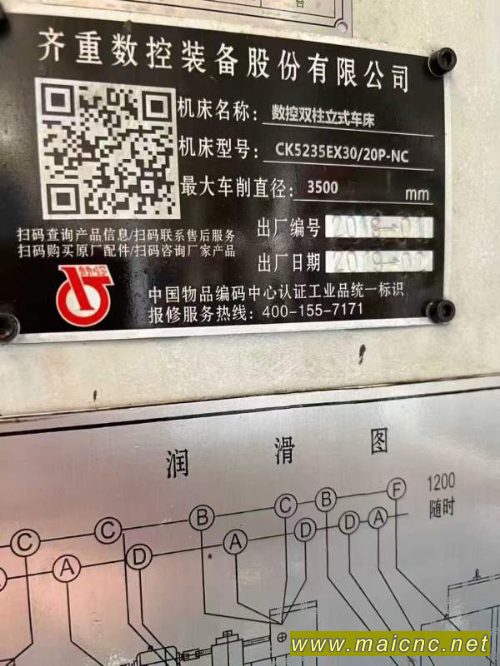 台
齐重数控装备股份有限公司
机床名称: 数控双柱立式车床
机床型号: CK5235EX30/20P-NC
最大车削直径: 3500 mm
扫码查询产品信息/扫码联系售后服务
扫码购买原厂配件/扫码咨询厂家产品
出厂编号
出厂日期
中国物品编码中心认证工业品统一标识
报修服务热线: 400-155-7171
润滑图
1200
随时
F
B
C
B
C
C
A
D
D
A
D
A
www.maicnc.net